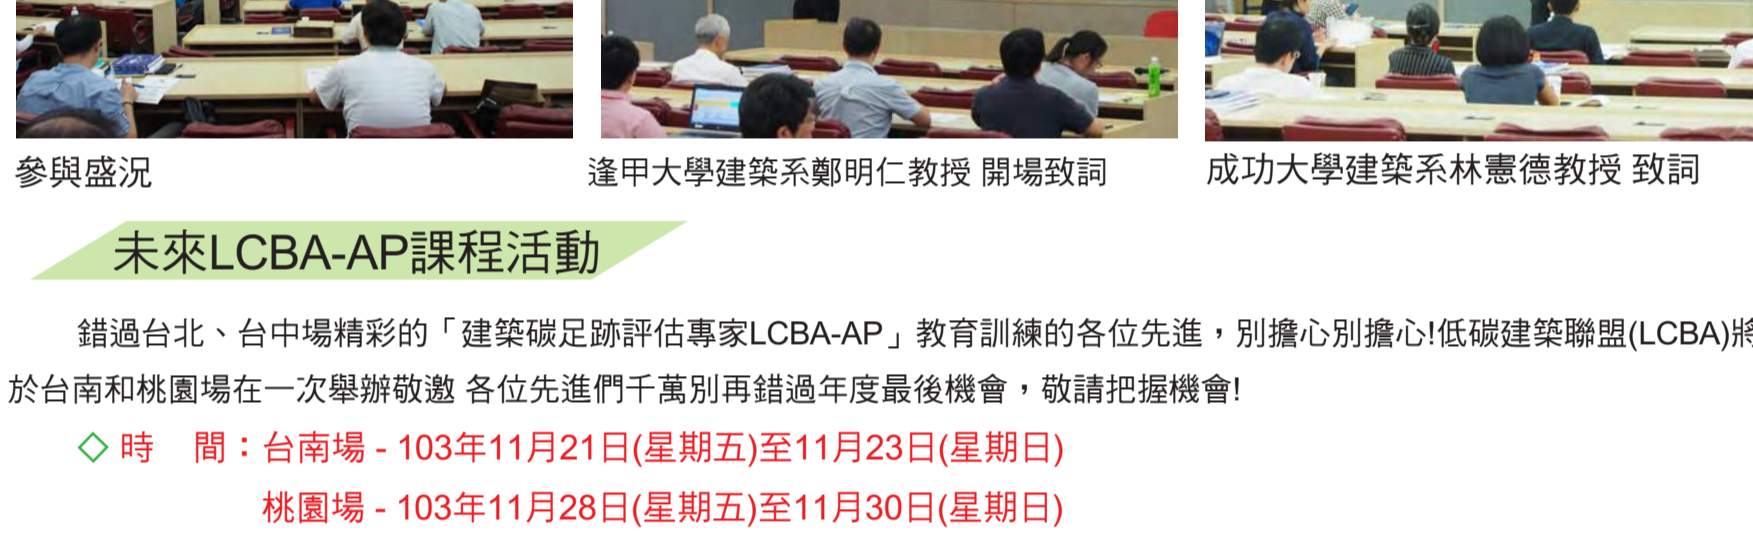 參與盛況
逢甲大學建築系鄭明仁教授 開場致詞
成功大學建築系林憲德教授 致詞
未來LCBA-AP課程活動
錯過台北、台中場精彩的「建築碳足跡評估專家LCBA-AP」教育訓練的各位先進，別擔心別擔心!低碳建築聯盟(LCBA)將
於台南和桃園場在一次舉辦敬邀 各位先進們千萬別再錯過年度最後機會，敬請把握機會!
◇ 時　間：台南場 - 103年11月21日(星期五)至11月23日(星期日)
桃園場 - 103年11月28日(星期五)至11月30日(星期日)